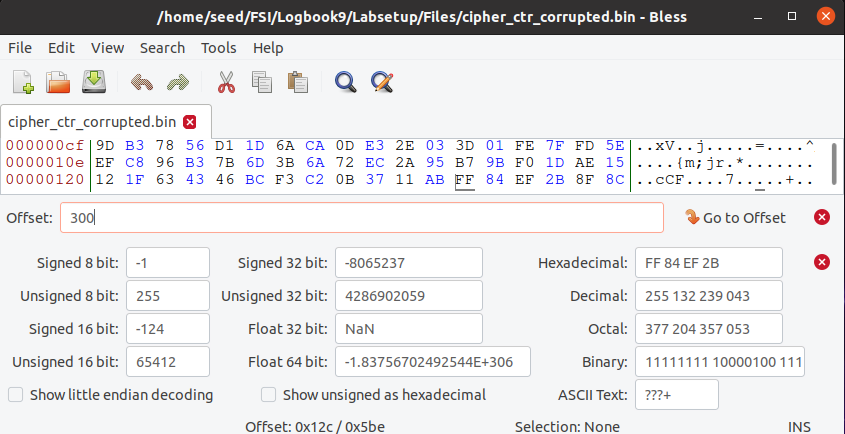 /home/seed/FSI/Logbook9/Labsetup/Files/cipher_ctr_corrupted.bin - Bless
File Edit View Search Tools Help
cipher_ctr_corrupted.bin
000000cf 9D B3 78 56 D1 1D 6A CA 0D E3 2E 03 3D 01 FE 7F FD 5E ..xV..j.....=....^
0000010e EF C8 96 B3 7B 6D 3B 6A 72 EC 2A 95 B7 9B F0 1D AE 15 ....{m;jr.*.......
00000120 12 1F 63 43 46 BC F3 C2 0B 37 11 AB FF 84 EF 2B 8F 8C ..cCF....7.....+..
Offset: 300 Go to Offset
Signed 8 bit: -1 Signed 32 bit: -8065237 Hexadecimal: FF 84 EF 2B
Unsigned 8 bit: 255 Unsigned 32 bit: 4286902059 Decimal: 255 132 239 043
Signed 16 bit: -124 Float 32 bit: NaN Octal: 377 204 357 053
Unsigned 16 bit: 65412 Float 64 bit: -1.83756702492544E+306 Binary: 11111111 10000100 111
Show little endian decoding Show unsigned as hexadecimal ASCII Text: ???+
Offset: 0x12c / 0x5be Selection: None INS